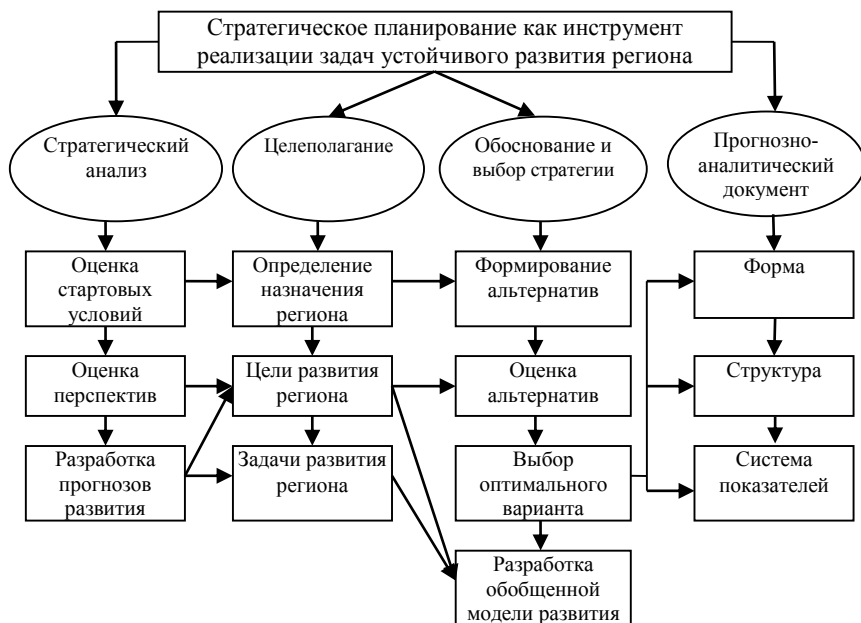 Стратегическое планирование как инструмент
реализации задач устойчивого развития региона
Стратегический
анализ
Целеполагание
Обоснование и
выбор стратегии
Прогнозно-
аналитический
документ
Оценка
стартовых
условий
Определение
назначения
региона
Формирование
альтернатив
Форма
Оценка
перспектив
Цели развития
региона
Оценка
альтернатив
Структура
Разработка
прогнозов
развития
Задачи развития
региона
Выбор
оптимального
варианта
Система
показателей
Разработка
обобщенной
модели развития